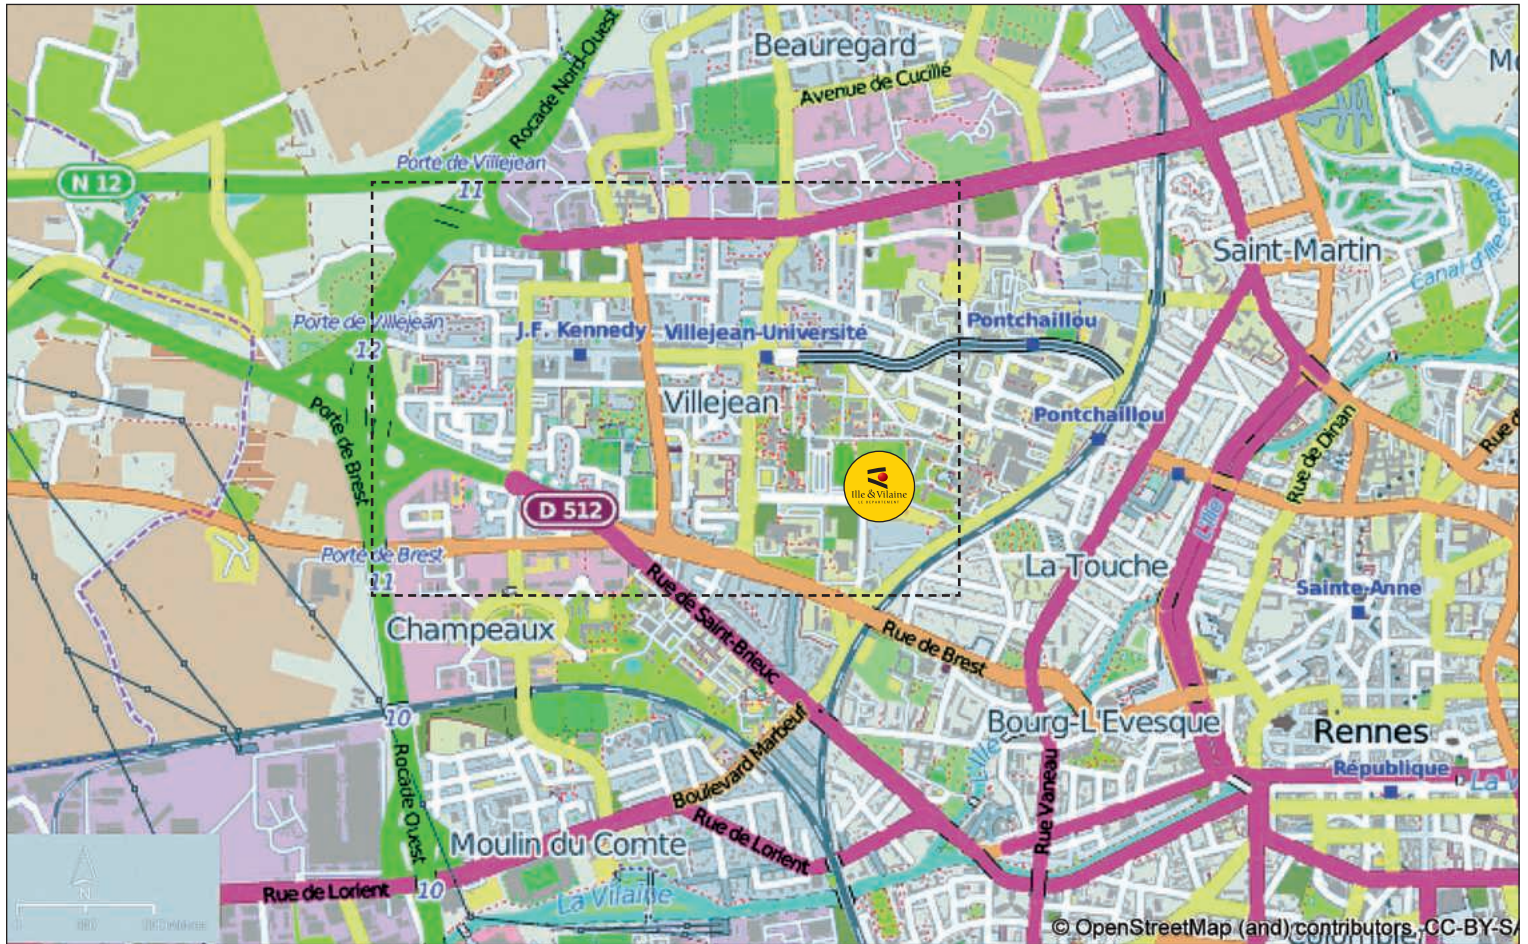 Beauregard
Rocade Nord-Ouest
Avenue de Cucillé
Porte de Villejean
11
N 12
Saint-Martin
Canal d'Ille
Porte de Villejean
12
J.F. Kennedy
Villejean-Université
Pontchaillou
Villejean
Pontchaillou
Porte de Brest
Rue de Dinan
Ille & Vilaine
LE DÉPARTEMENT
D 512
L'Ille
Porte de Brest
11
La Touche
Sainte-Anne
Rue de Saint-Brieuc
Champeaux
Rue de Brest
10
Bourg-L'Evesque
Rennes
République
L'Ille
Boulevard Marbeuf
Rocade Ouest
Rue Vaneau
La V
Moulin du Comte
Rue de Lorient
Rue de Lorient
10
La Vilaine
N
© OpenStreetMap (and) contributors, CC-BY-SA